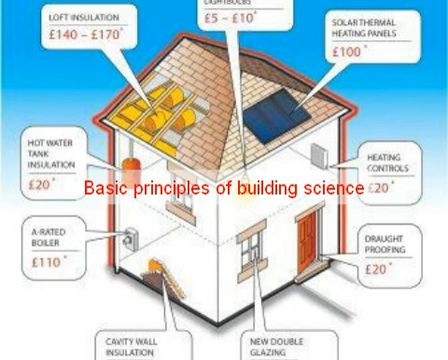 LIGHTBULBS
£5 – £10*
LOFT INSULATION
£140 – £170*
SOLAR THERMAL
HEATING PANELS
£100*
HOT WATER
TANK
INSULATION
£20*
HEATING
CONTROLS
£20*
Basic principles of building science
A-RATED
BOILER
£110*
DRAUGHT
PROOFING
£20*
CAVITY WALL
INSULATION
NEW DOUBLE
GLAZING